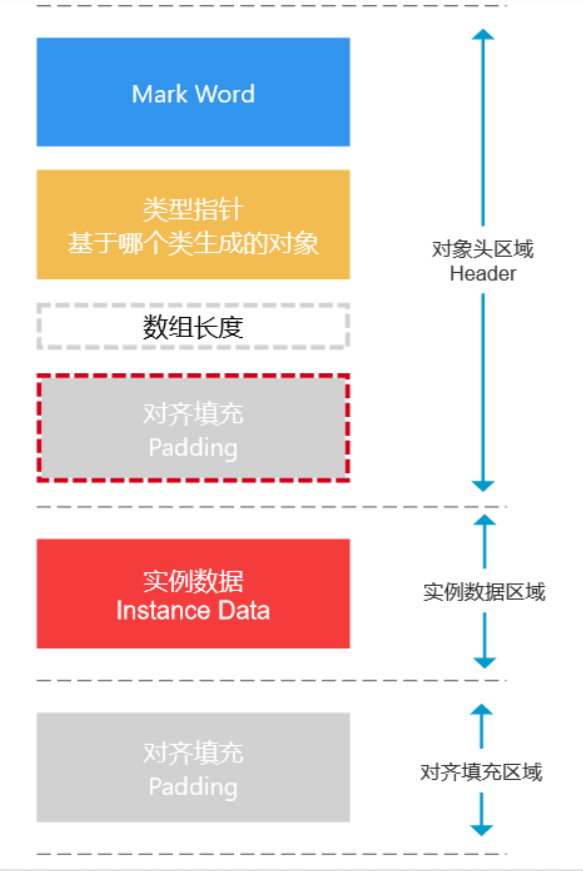 Mark Word
类型指针
基于哪个类生成的对象
对象头区域
Header
数组长度
对齐填充
Padding
实例数据
Instance Data
实例数据区域
对齐填充
Padding
对齐填充区域